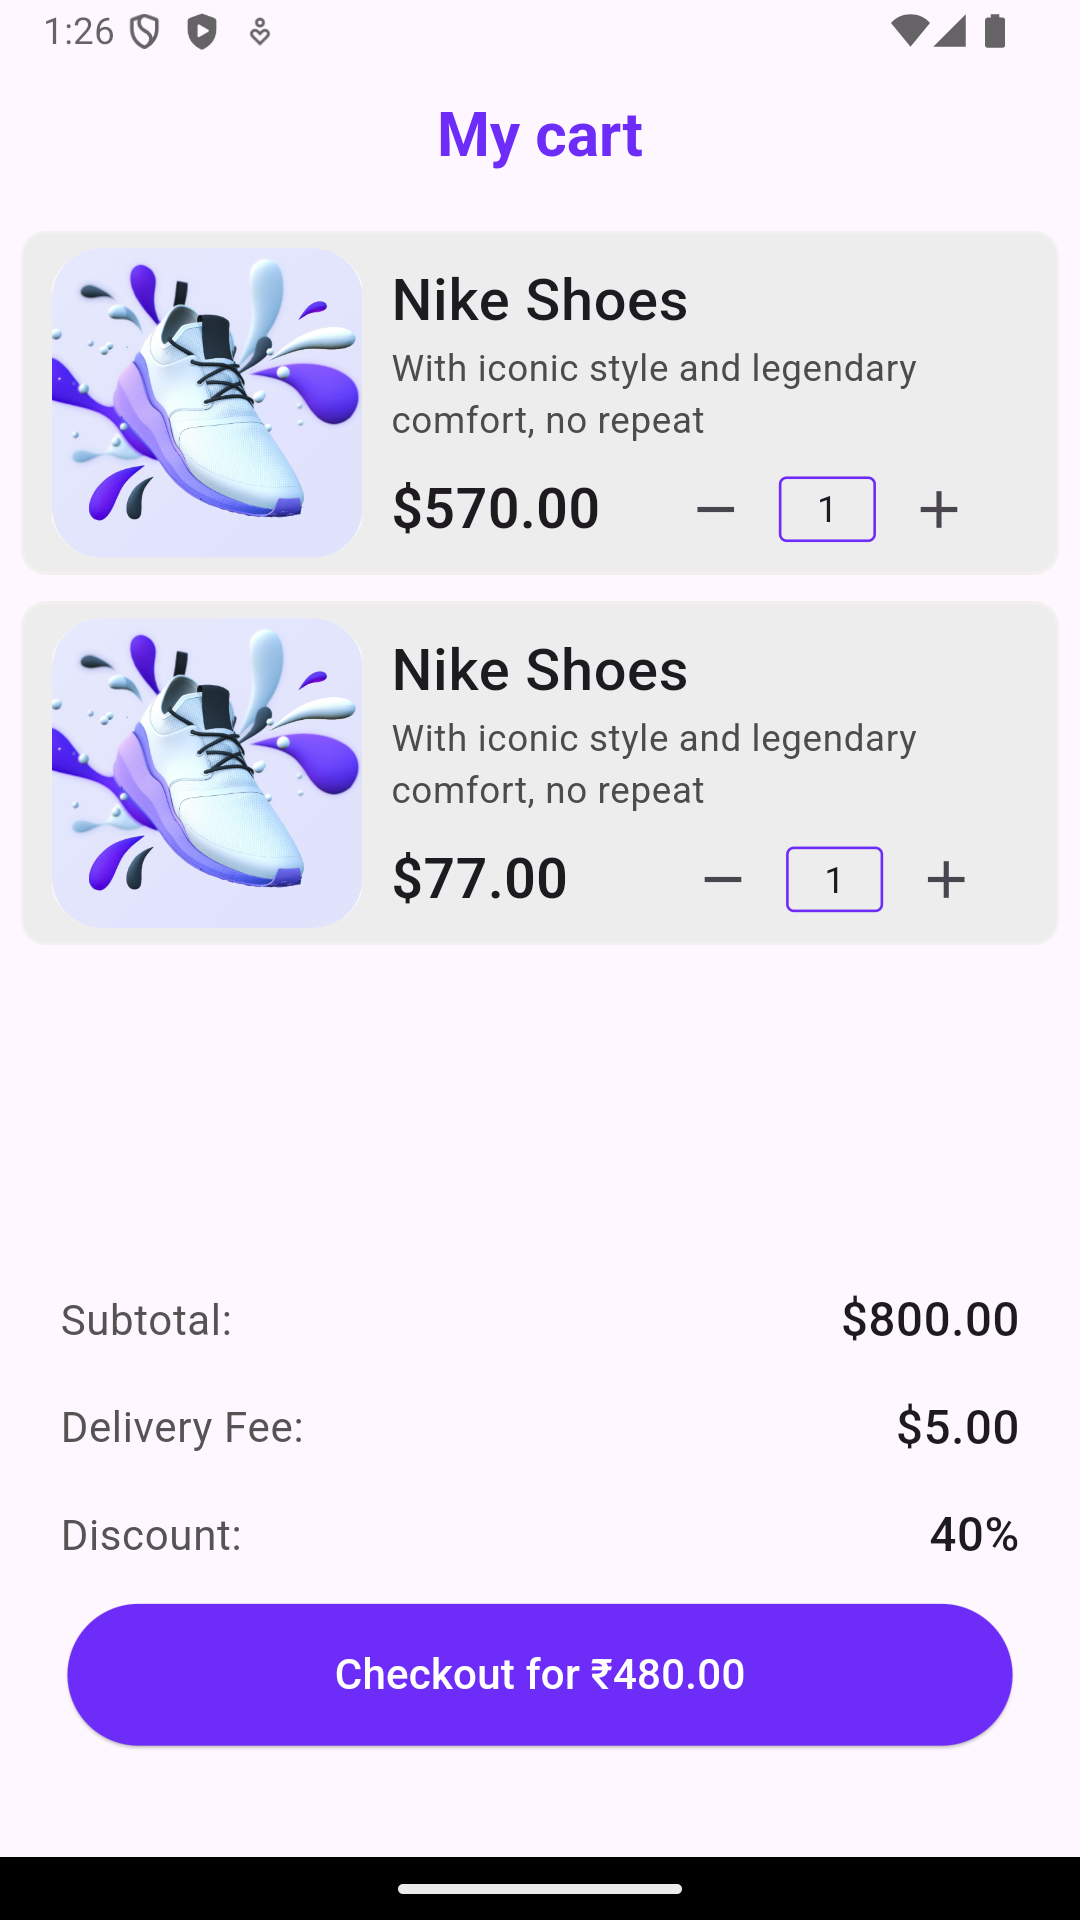 1:26
My cart
Nike Shoes
With iconic style and legendary
comfort, no repeat
$570.00
1
Nike Shoes
With iconic style and legendary
comfort, no repeat
$77.00
1
Subtotal: $800.00
Delivery Fee: $5.00
Discount: 40%
Checkout for ₹480.00